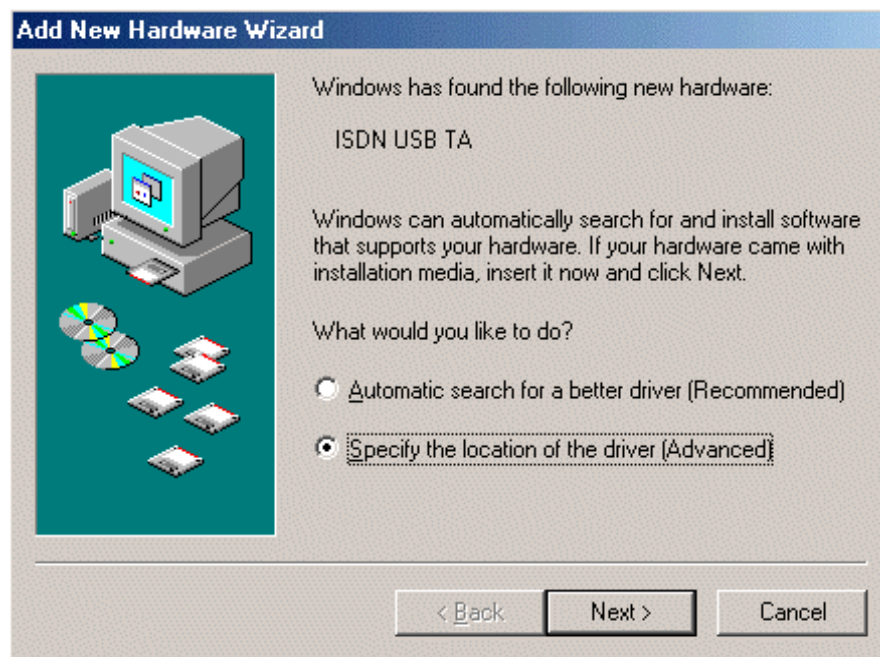 Add New Hardware Wizard
Windows has found the following new hardware:
ISDN USB TA
Windows can automatically search for and install software
that supports your hardware. If your hardware came with
installation media, insert it now and click Next.
What would you like to do?
Automatic search for a better driver (Recommended)
Specify the location of the driver (Advanced)
< Back
Next >
Cancel